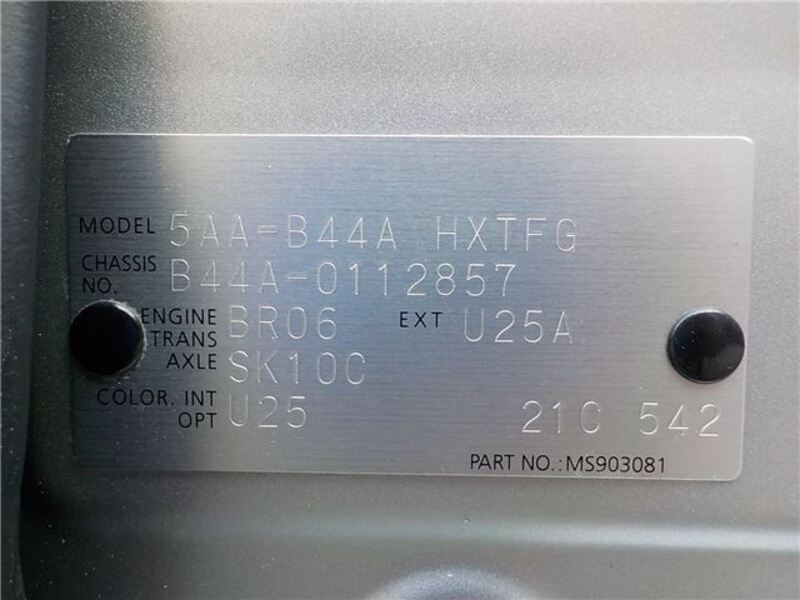 MODEL 5AA-B44A HXTFG
CHASSIS NO. B44A-0112857
ENGINE BR06 EXT U25A
TRANS AXLE SK10C
COLOR. INT OPT U25 21C 542
PART NO.:MS903081